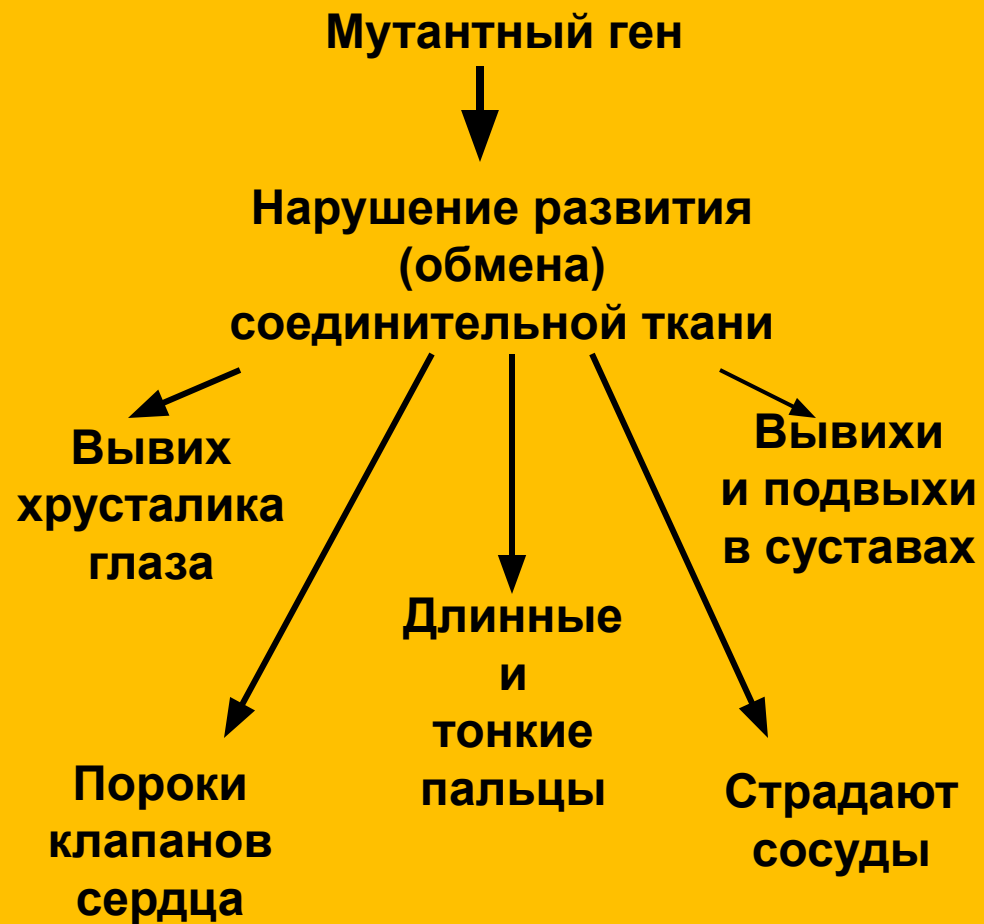 Мутантный ген
Нарушение развития
(обмена)
соединительной ткани
Вывих
хрусталика
глаза
Вывихи
и подвыхи
в суставах
Длинные
и
тонкие
пальцы
Пороки
клапанов
сердца
Страдают
сосуды